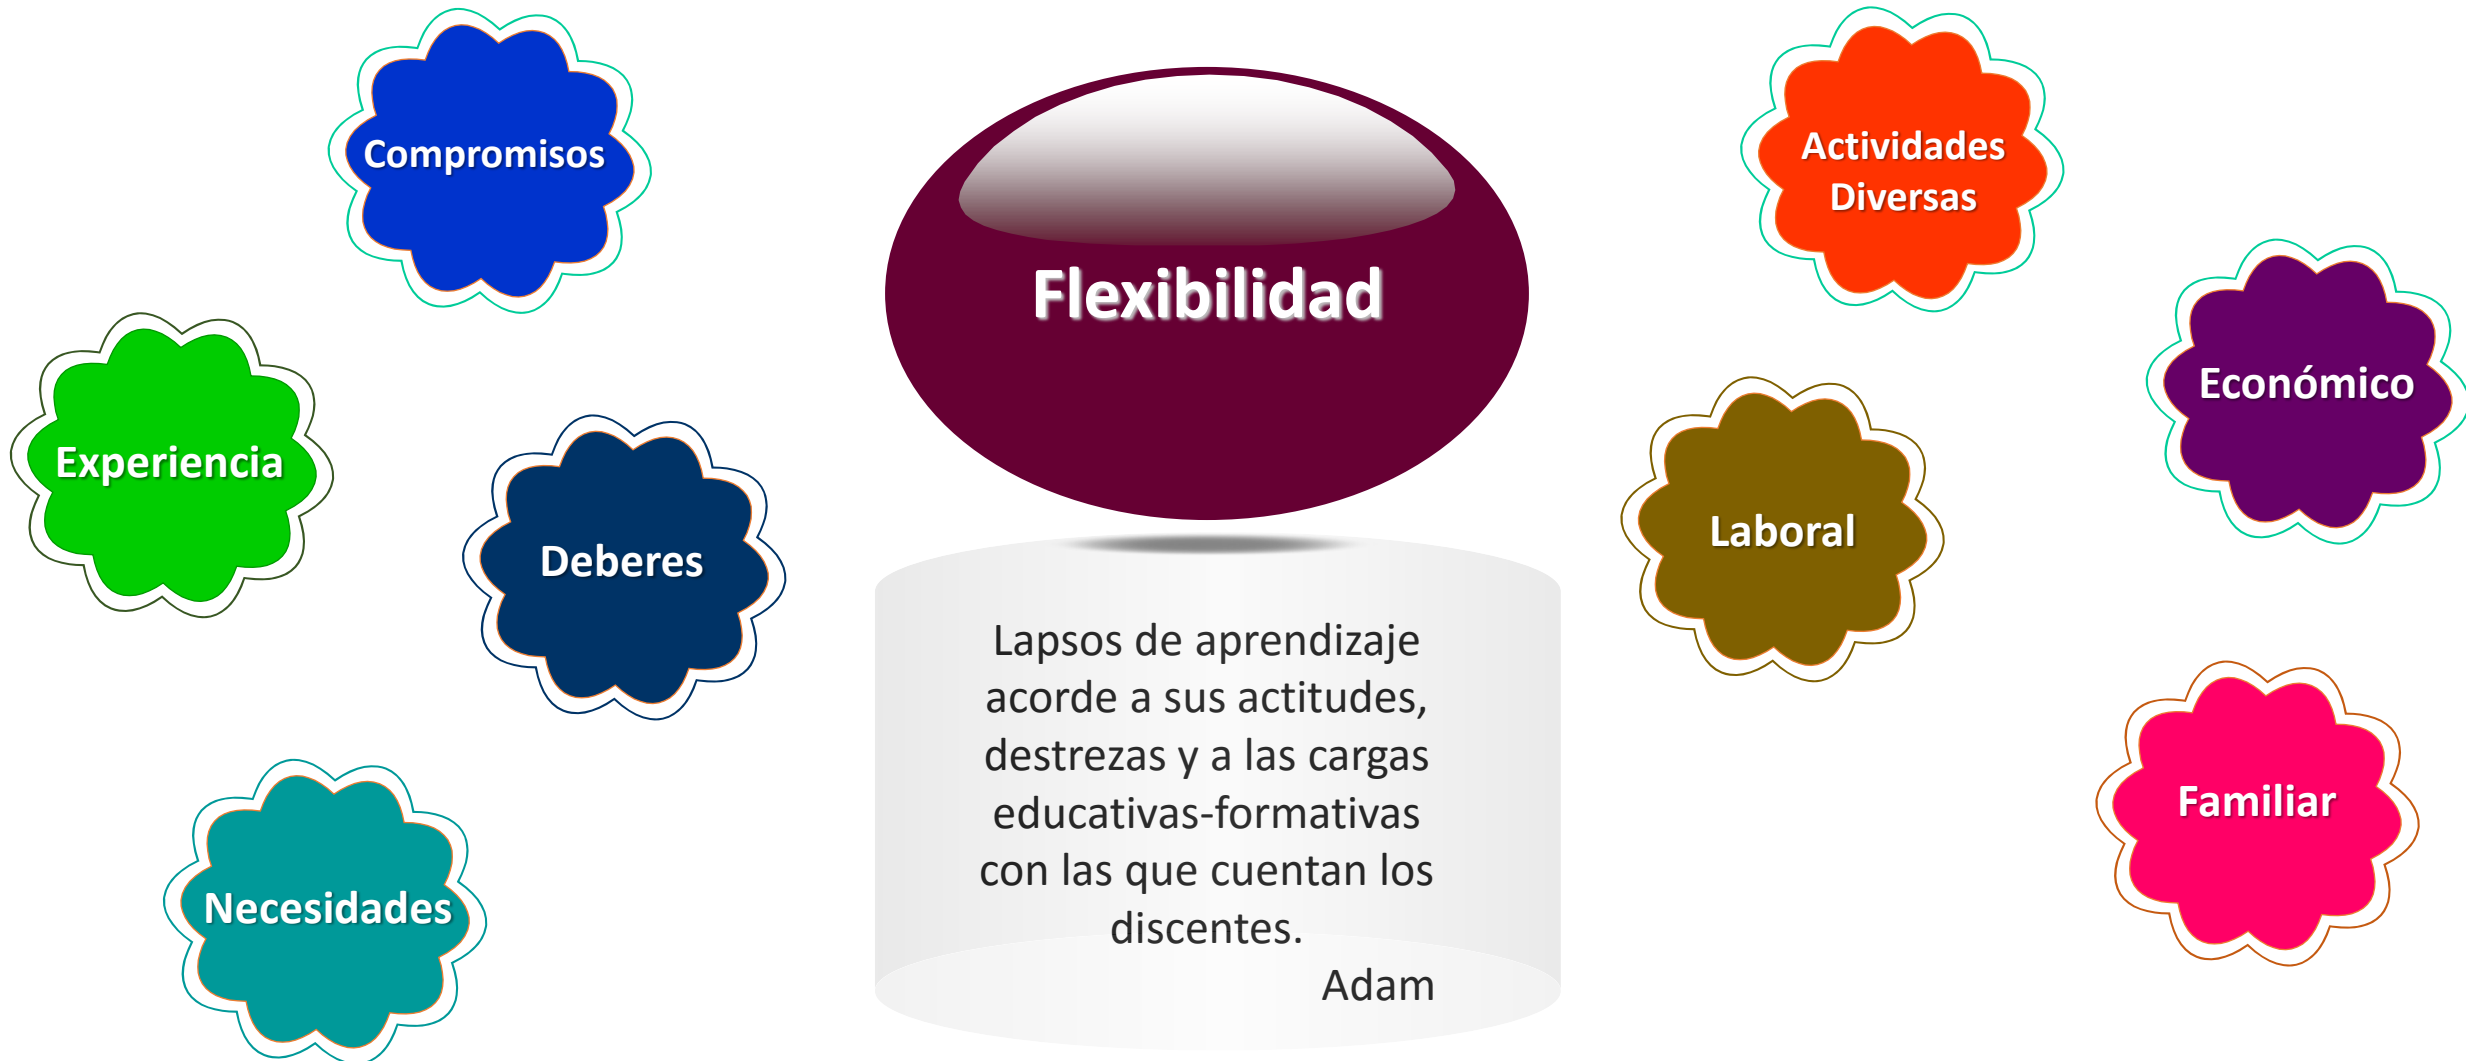 Compromisos
Experiencia
Deberes
Necesidades
Flexibilidad
Lapsos de aprendizaje
acorde a sus actitudes,
destrezas y a las cargas
educativas-formativas
con las que cuentan los
discentes.
Adam
Actividades
Diversas
Económico
Laboral
Familiar